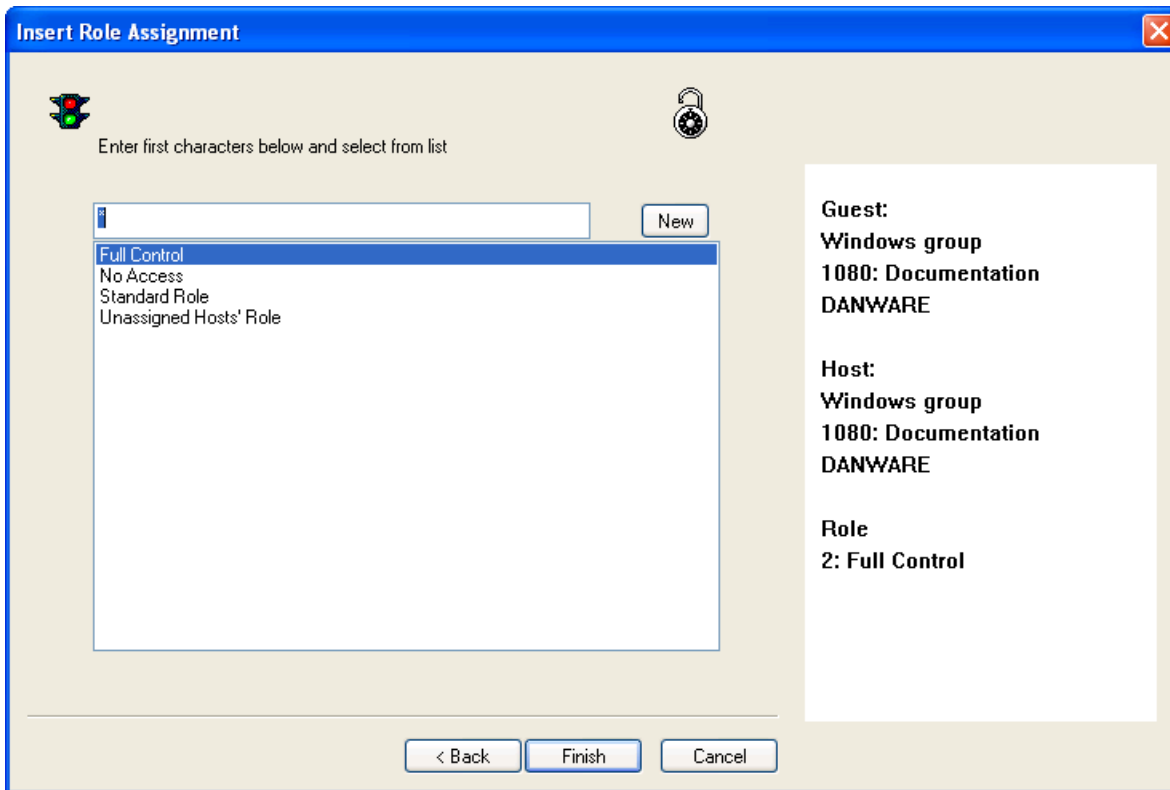 Insert Role Assignment
Enter first characters below and select from list
*
New
Full Control
No Access
Standard Role
Unassigned Hosts' Role
Guest:
Windows group
1080: Documentation
DANWARE
Host:
Windows group
1080: Documentation
DANWARE
Role
2: Full Control
< Back
Finish
Cancel